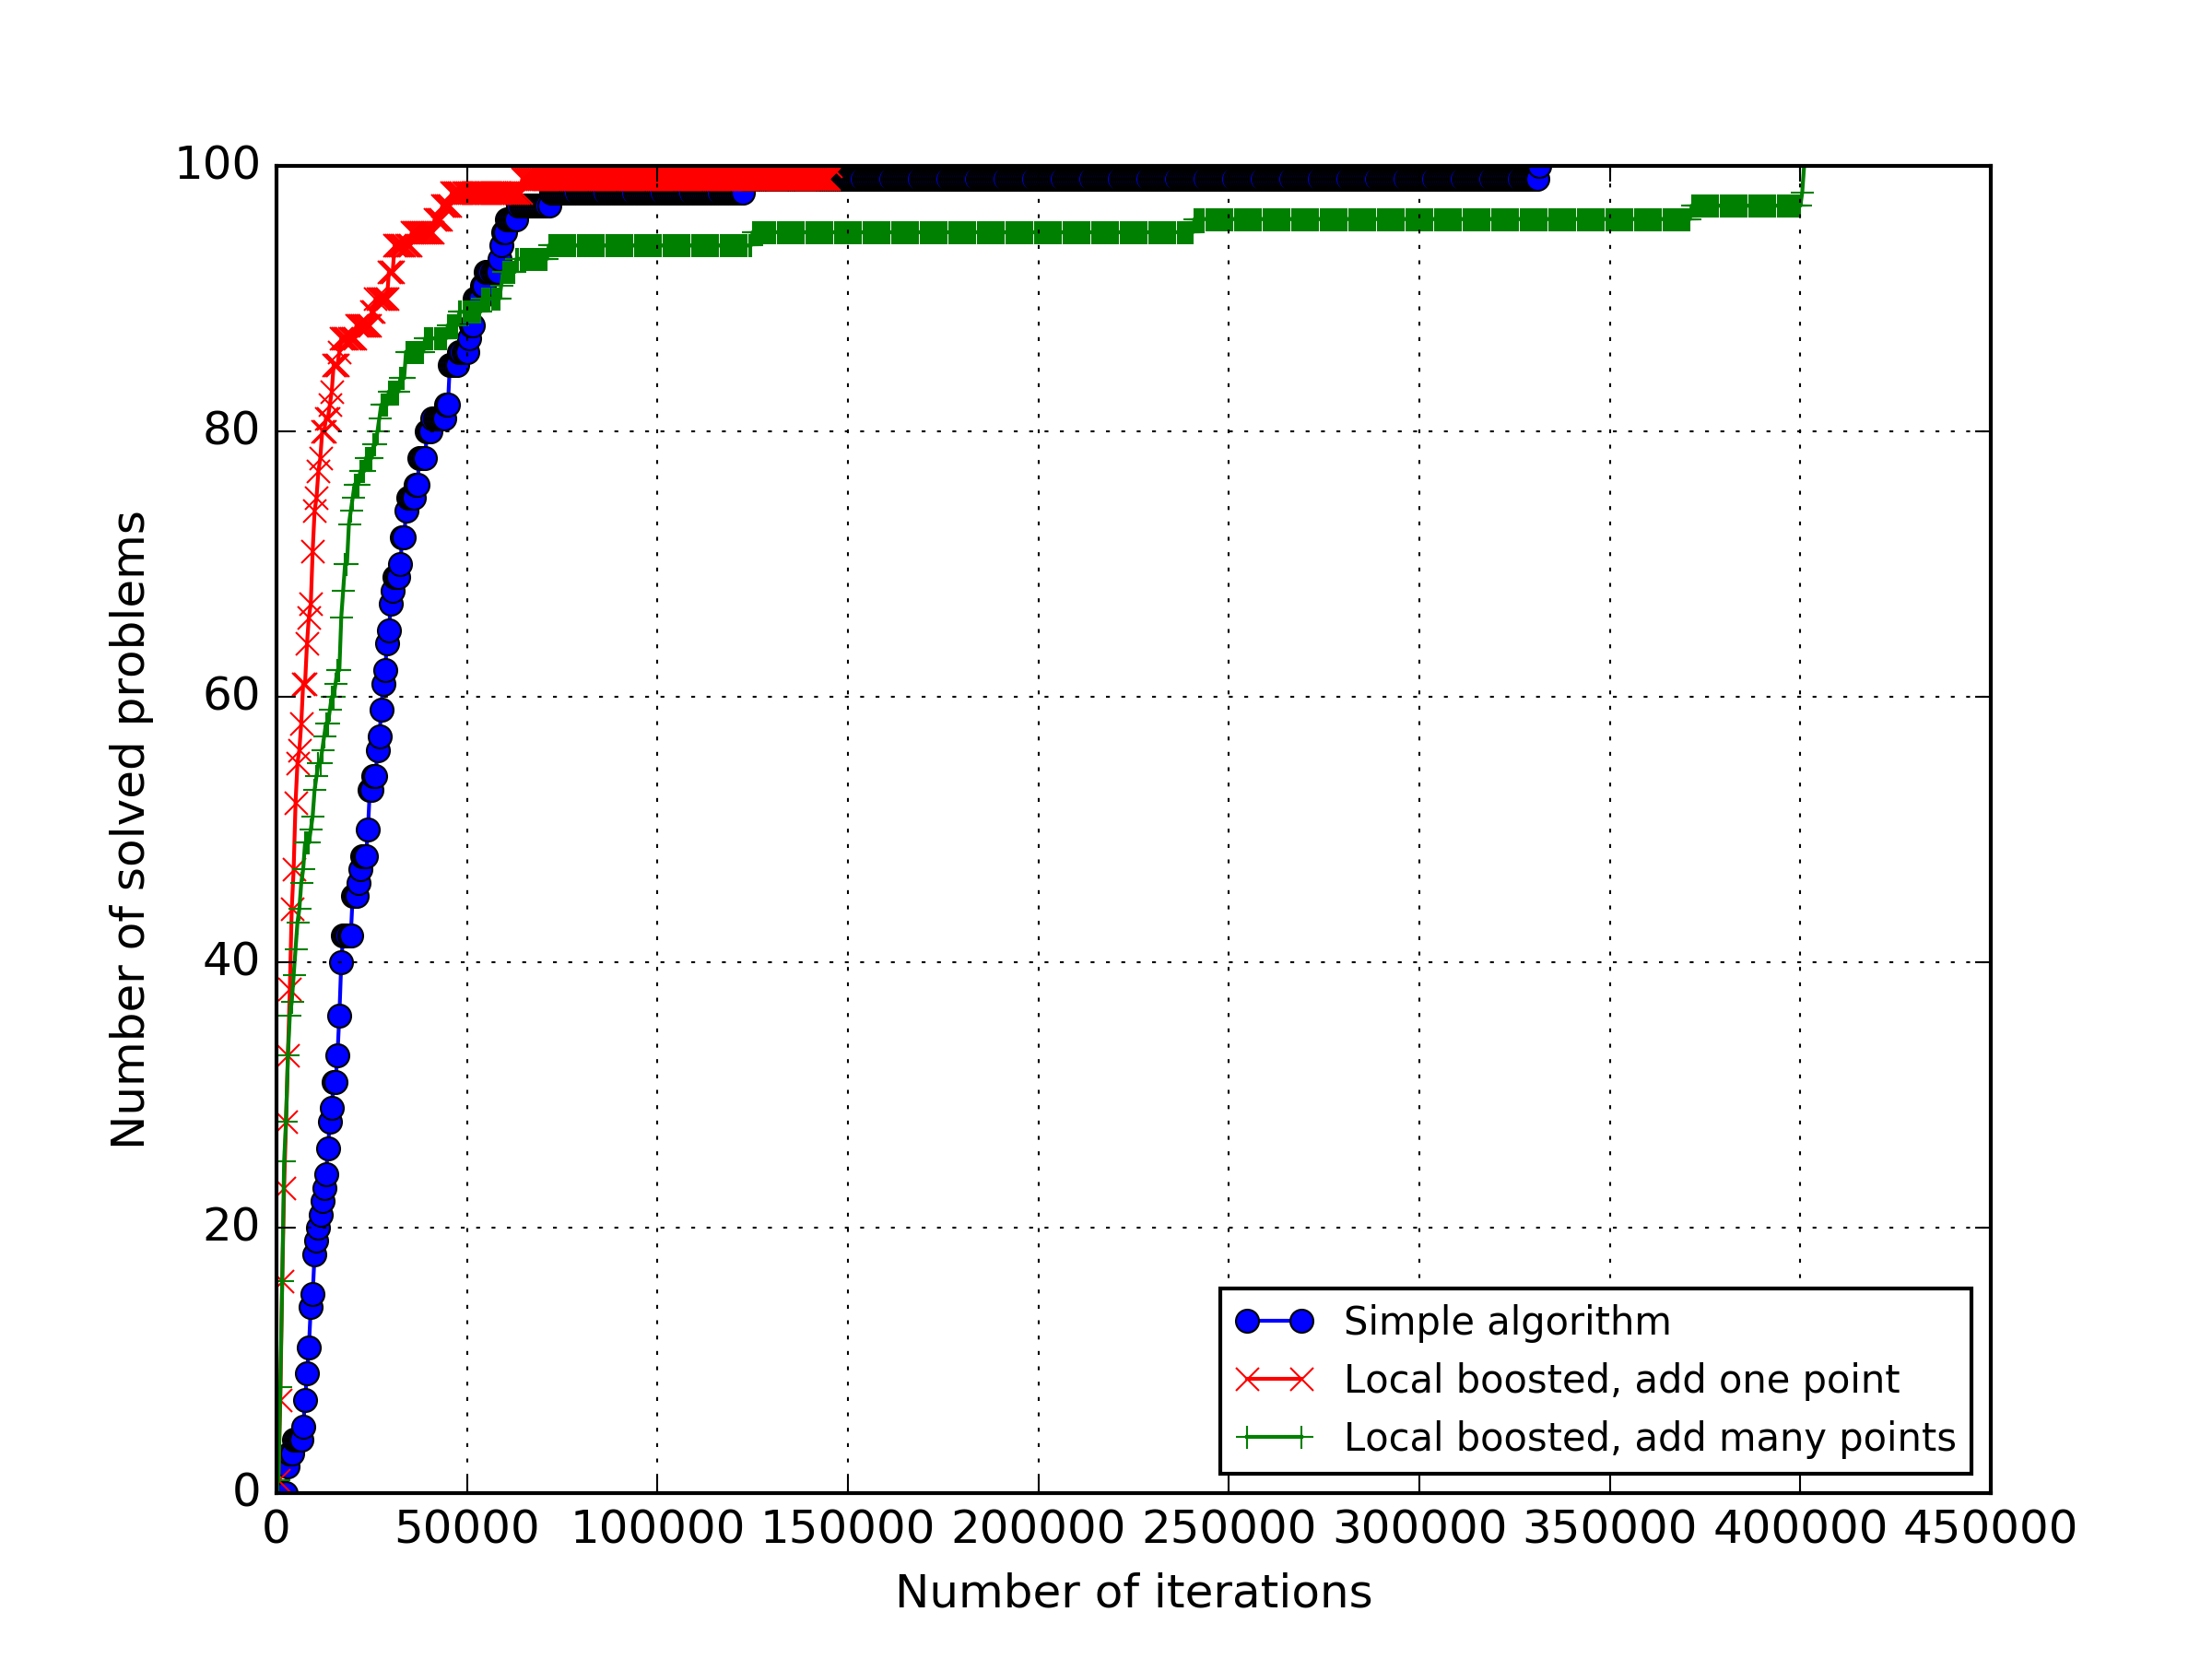 100
80
60
40
20
0
Number of solved problems
0 50000 100000 150000 200000 250000 300000 350000 400000 450000
Number of iterations
Simple algorithm
Local boosted, add one point
Local boosted, add many points